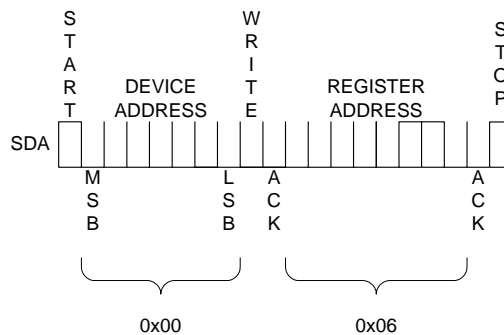 START
WRITE
STOP
DEVICE
ADDRESS
REGISTER
ADDRESS
SDA
MSB
LSB
ACK
ACK
0x00
0x06